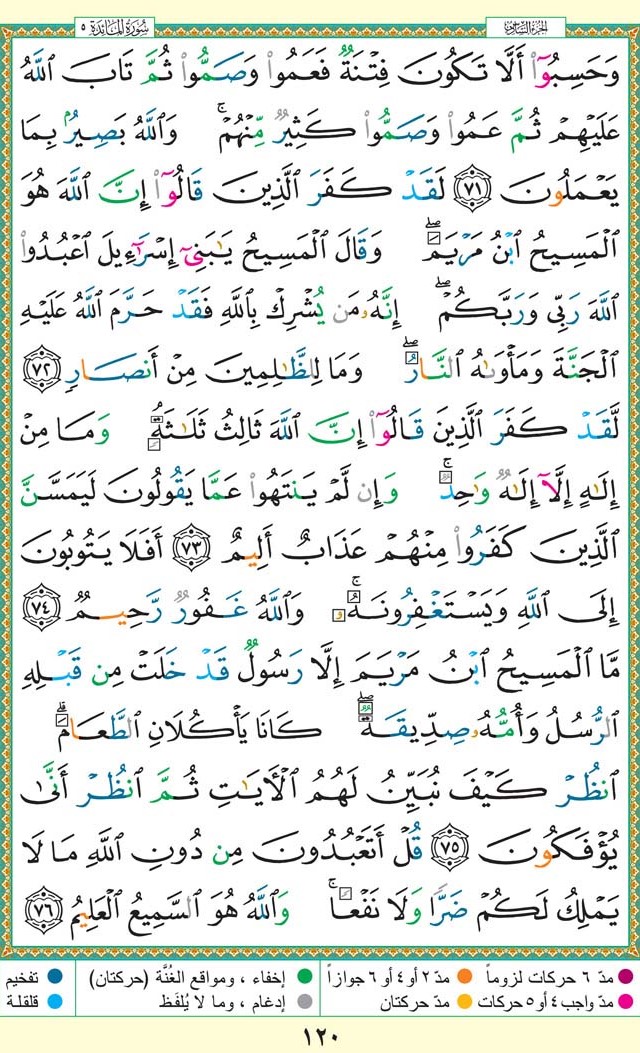 الجزء السادس سورة المائدة ٥
وَحَسِبُوٓا۟ أَلَّا تَكُونَ فِتْنَةٌ فَعَمُوا۟ وَصَمُّوا۟ ثُمَّ تَابَ ٱللَّهُ
عَلَيْهِمْ ثُمَّ عَمُوا۟ وَصَمُّوا۟ كَثِيرٌ مِّنْهُمْ ۚ وَٱللَّهُ بَصِيرٌۢ بِمَا
يَعْمَلُونَ ٧١ لَقَدْ كَفَرَ ٱلَّذِينَ قَالُوٓا۟ إِنَّ ٱللَّهَ هُوَ
ٱلْمَسِيحُ ٱبْنُ مَرْيَمَ ۖ وَقَالَ ٱلْمَسِيحُ يَـٰبَنِىٓ إِسْرَٰٓءِيلَ ٱعْبُدُوا۟
ٱللَّهَ رَبِّى وَرَبَّكُمْ ۖ إِنَّهُۥ مَن يُشْرِكْ بِٱللَّهِ فَقَدْ حَرَّمَ ٱللَّهُ عَلَيْهِ
ٱلْجَنَّةَ وَمَأْوَىٰهُ ٱلنَّارُ ۖ وَمَا لِلظَّـٰلِمِينَ مِنْ أَنصَارٍ ٧٢
لَّقَدْ كَفَرَ ٱلَّذِينَ قَالُوٓا۟ إِنَّ ٱللَّهَ ثَالِثُ ثَلَـٰثَةٍ ۘ وَمَا مِنْ
إِلَـٰهٍ إِلَّآ إِلَـٰهٌ وَٰحِدٌ ۚ وَإِن لَّمْ يَنتَهُوا۟ عَمَّا يَقُولُونَ لَيَمَسَّنَّ
ٱلَّذِينَ كَفَرُوا۟ مِنْهُمْ عَذَابٌ أَلِيمٌ ٧٣ أَفَلَا يَتُوبُونَ
إِلَى ٱللَّهِ وَيَسْتَغْفِرُونَهُۥ ۚ وَٱللَّهُ غَفُورٌ رَّحِيمٌ ٧٤
مَّا ٱلْمَسِيحُ ٱبْنُ مَرْيَمَ إِلَّا رَسُولٌ قَدْ خَلَتْ مِن قَبْلِهِ
ٱلرُّسُلُ وَأُمُّهُۥ صِدِّيقَةٌ ۖ كَانَا يَأْكُلَانِ ٱلطَّعَامَ ۗ
ٱنظُرْ كَيْفَ نُبَيِّنُ لَهُمُ ٱلْـَٔايَـٰتِ ثُمَّ ٱنظُرْ أَنَّىٰ
يُؤْفَكُونَ ٧٥ قُلْ أَتَعْبُدُونَ مِن دُونِ ٱللَّهِ مَا لَا
يَمْلِكُ لَكُمْ ضَرًّا وَلَا نَفْعًا ۚ وَٱللَّهُ هُوَ ٱلسَّمِيعُ ٱلْعَلِيمُ ٧٦
مدّ ٦ حركات لزوماً مدّ ٢ أو ٤ أو ٦ جوازاً إخفاء ، ومواقع الغُنَّة (حركتان) تفخيم
مدّ واجب ٤ أو ٥ حركات مدّ حركتان إدغام ، وما لا يُلفَظ قلقلة
١٢٠